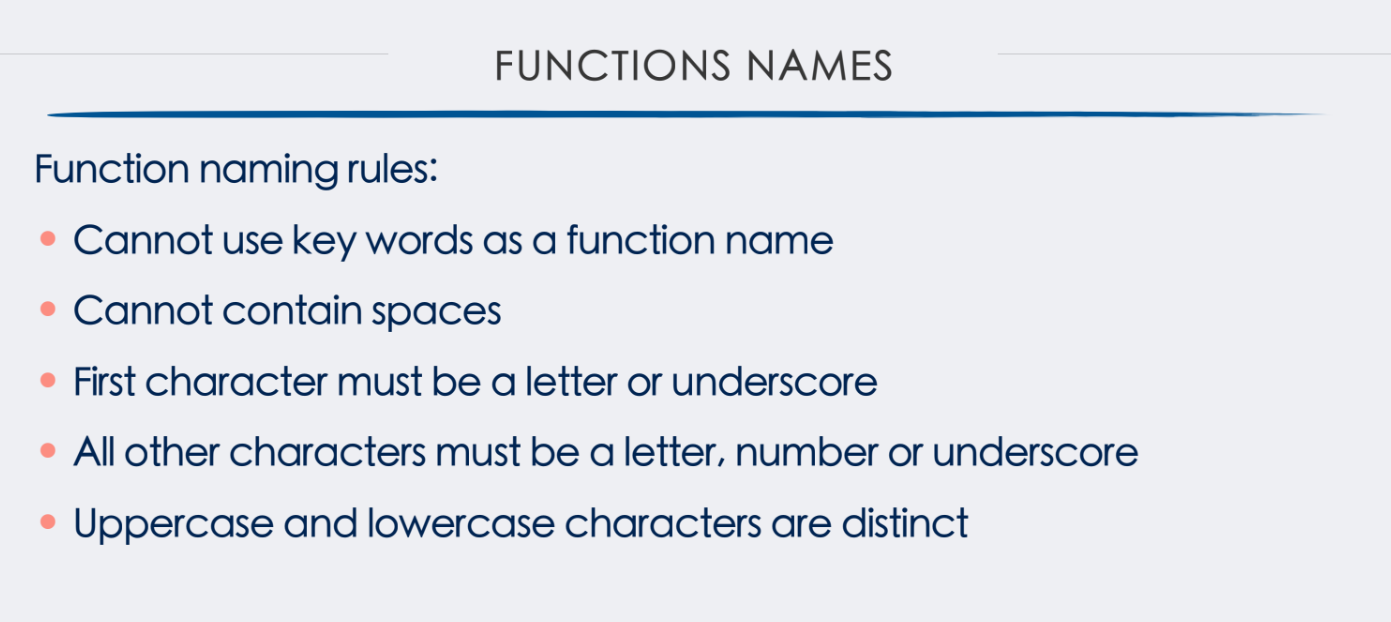 FUNCTIONS NAMES
Function naming rules:
• Cannot use key words as a function name
• Cannot contain spaces
• First character must be a letter or underscore
• All other characters must be a letter, number or underscore
• Uppercase and lowercase characters are distinct